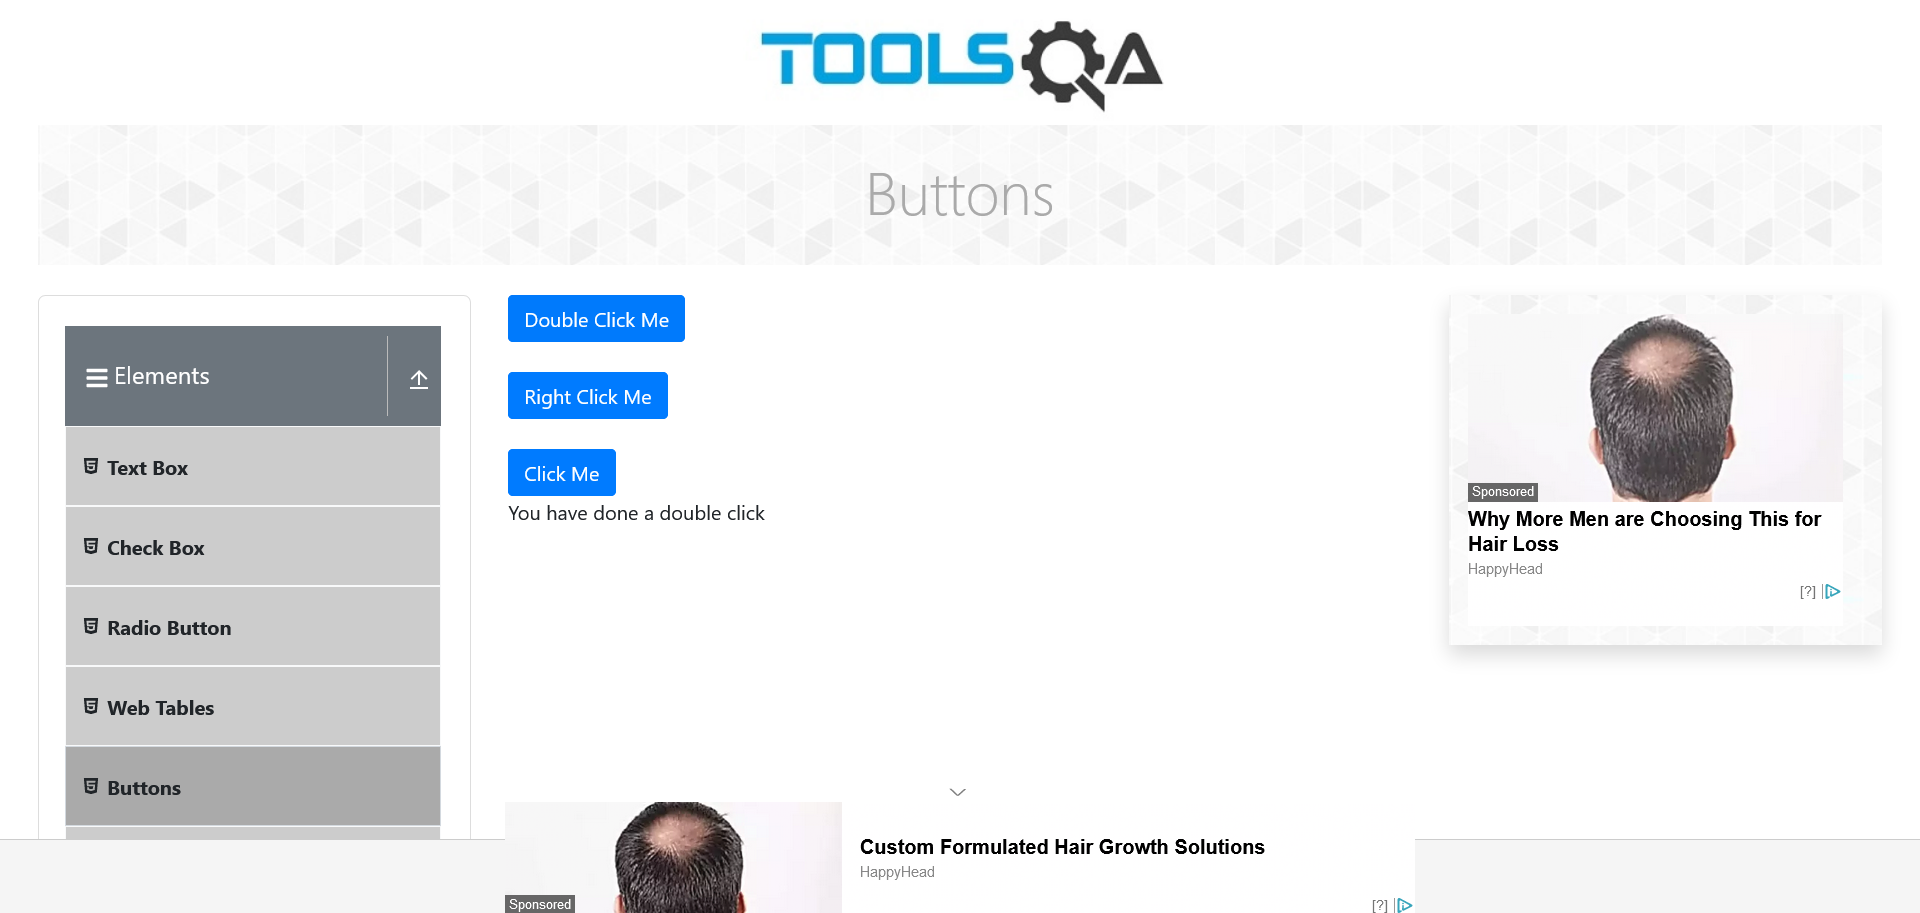 TOOLSQA
Buttons
Elements
Text Box
Check Box
Radio Button
Web Tables
Buttons
Double Click Me
Right Click Me
Click Me
You have done a double click
Sponsored
Why More Men are Choosing This for
Hair Loss
HappyHead
[?]
Sponsored
Custom Formulated Hair Growth Solutions
HappyHead
[?]